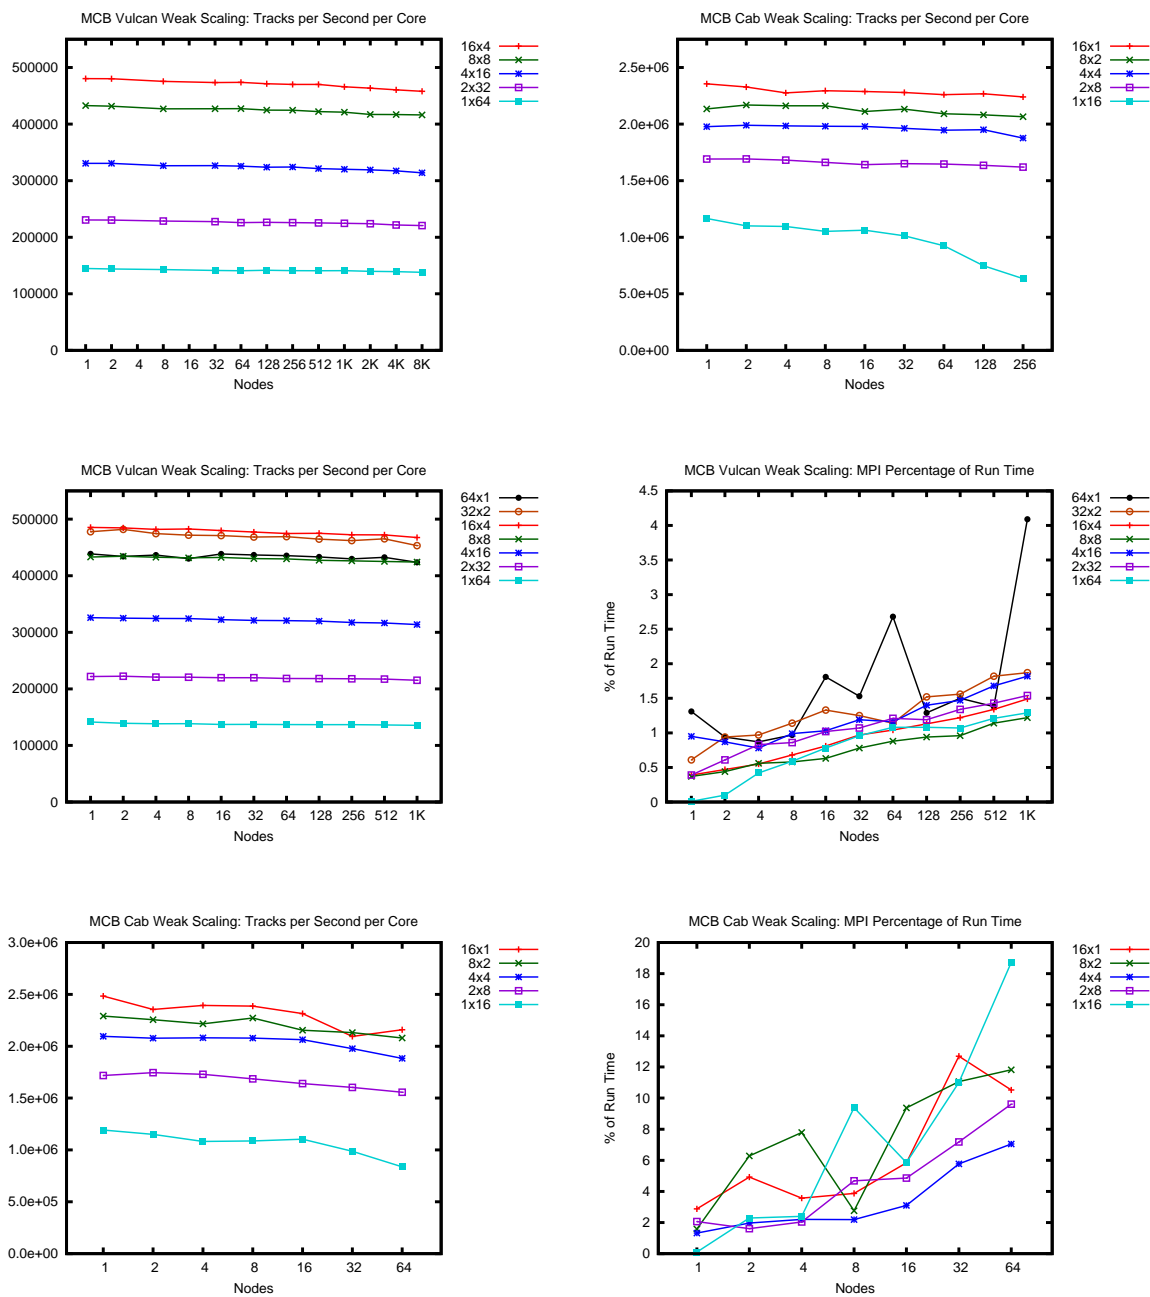 MCB Vulcan Weak Scaling: Tracks per Second per Core
500000
400000
300000
200000
100000
0
1 2 4 8 16 32 64 128 256 512 1K 2K 4K 8K
Nodes
16x4
8x8
4x16
2x32
1x64
MCB Cab Weak Scaling: Tracks per Second per Core
2.5e+06
2.0e+06
1.5e+06
1.0e+06
5.0e+05
0.0e+00
1 2 4 8 16 32 64 128 256
Nodes
16x1
8x2
4x4
2x8
1x16
MCB Vulcan Weak Scaling: Tracks per Second per Core
500000
400000
300000
200000
100000
0
1 2 4 8 16 32 64 128 256 512 1K
Nodes
64x1
32x2
16x4
8x8
4x16
2x32
1x64
MCB Vulcan Weak Scaling: MPI Percentage of Run Time
% of Run Time
4.5
4
3.5
3
2.5
2
1.5
1
0.5
0
1 2 4 8 16 32 64 128 256 512 1K
Nodes
64x1
32x2
16x4
8x8
4x16
2x32
1x64
MCB Cab Weak Scaling: Tracks per Second per Core
3.0e+06
2.5e+06
2.0e+06
1.5e+06
1.0e+06
5.0e+05
0.0e+00
1 2 4 8 16 32 64
Nodes
16x1
8x2
4x4
2x8
1x16
MCB Cab Weak Scaling: MPI Percentage of Run Time
% of Run Time
20
18
16
14
12
10
8
6
4
2
0
1 2 4 8 16 32 64
Nodes
16x1
8x2
4x4
2x8
1x16